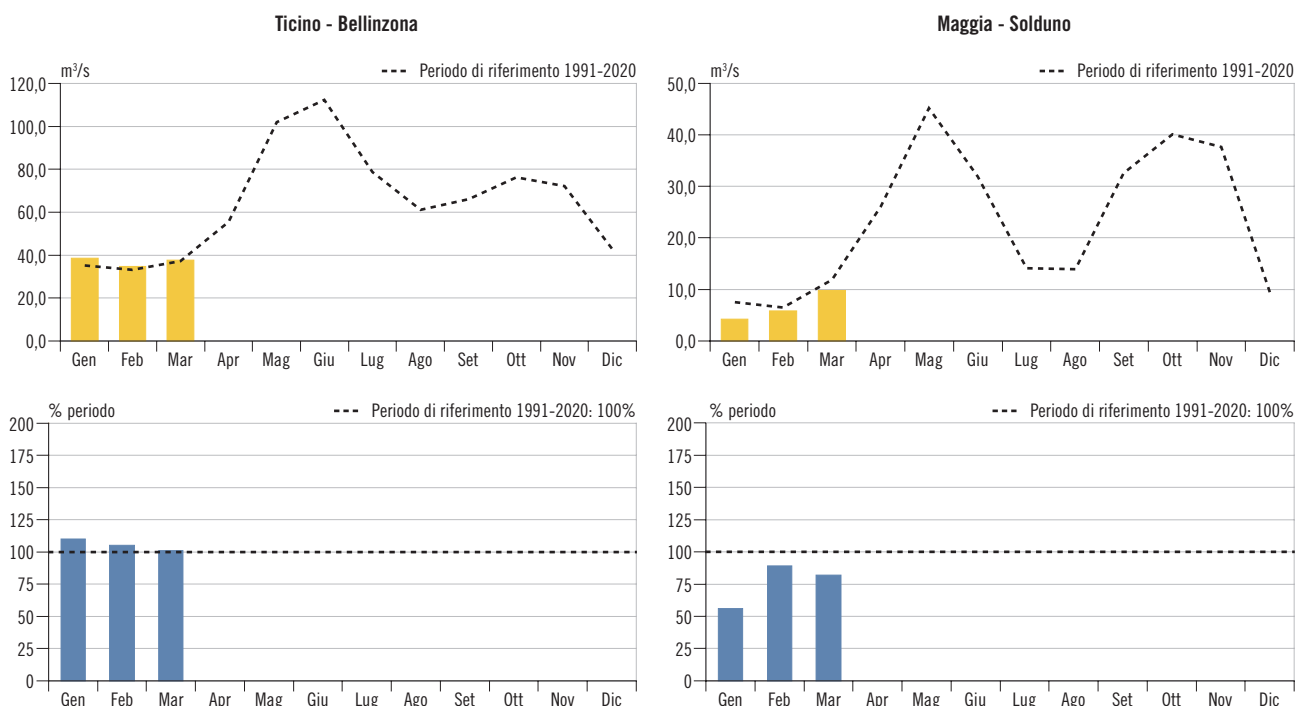 Ticino - Bellinzona
m³/s
Periodo di riferimento 1991-2020
120,0
100,0
80,0
60,0
40,0
20,0
0,0
Gen Feb Mar Apr Mag Giu Lug Ago Set Ott Nov Dic
Maggia - Solduno
m³/s
Periodo di riferimento 1991-2020
50,0
40,0
30,0
20,0
10,0
0,0
Gen Feb Mar Apr Mag Giu Lug Ago Set Ott Nov Dic
% periodo
Periodo di riferimento 1991-2020: 100%
200
175
150
125
100
75
50
25
0
Gen Feb Mar Apr Mag Giu Lug Ago Set Ott Nov Dic
% periodo
Periodo di riferimento 1991-2020: 100%
200
175
150
125
100
75
50
25
0
Gen Feb Mar Apr Mag Giu Lug Ago Set Ott Nov Dic